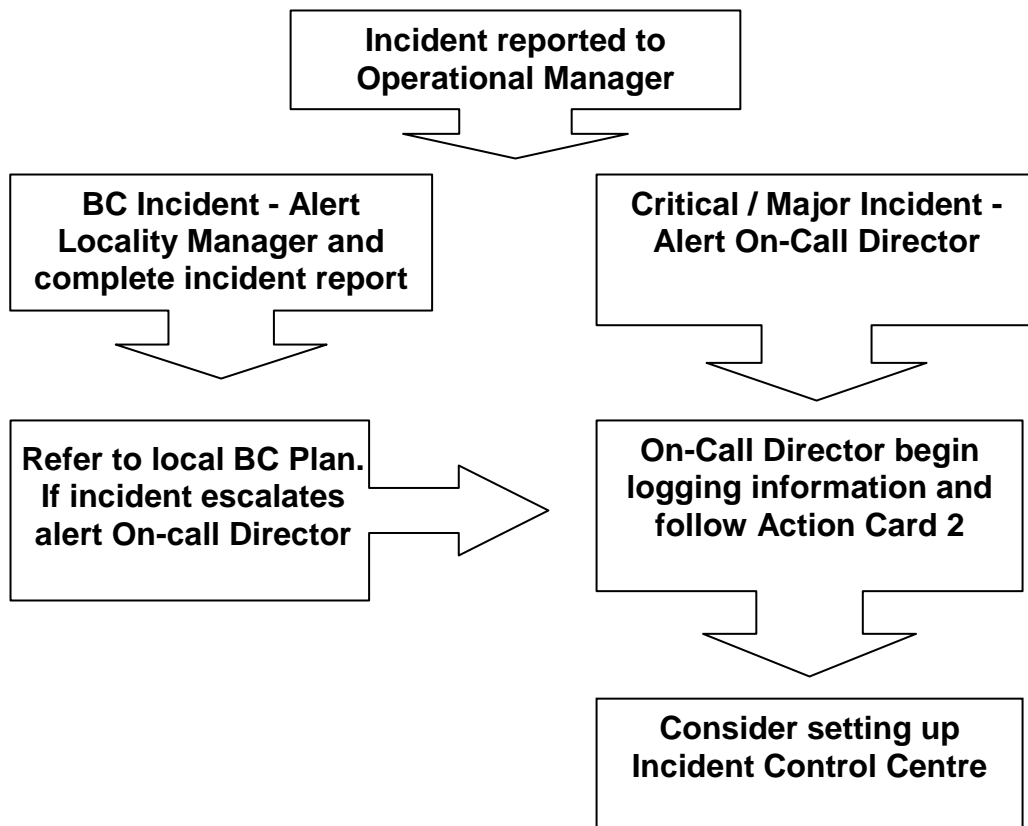 Incident reported to
Operational Manager
BC Incident - Alert
Locality Manager and
complete incident report
Critical / Major Incident -
Alert On-Call Director
Refer to local BC Plan.
If incident escalates
alert On-call Director
On-Call Director begin
logging information and
follow Action Card 2
Consider setting up
Incident Control Centre